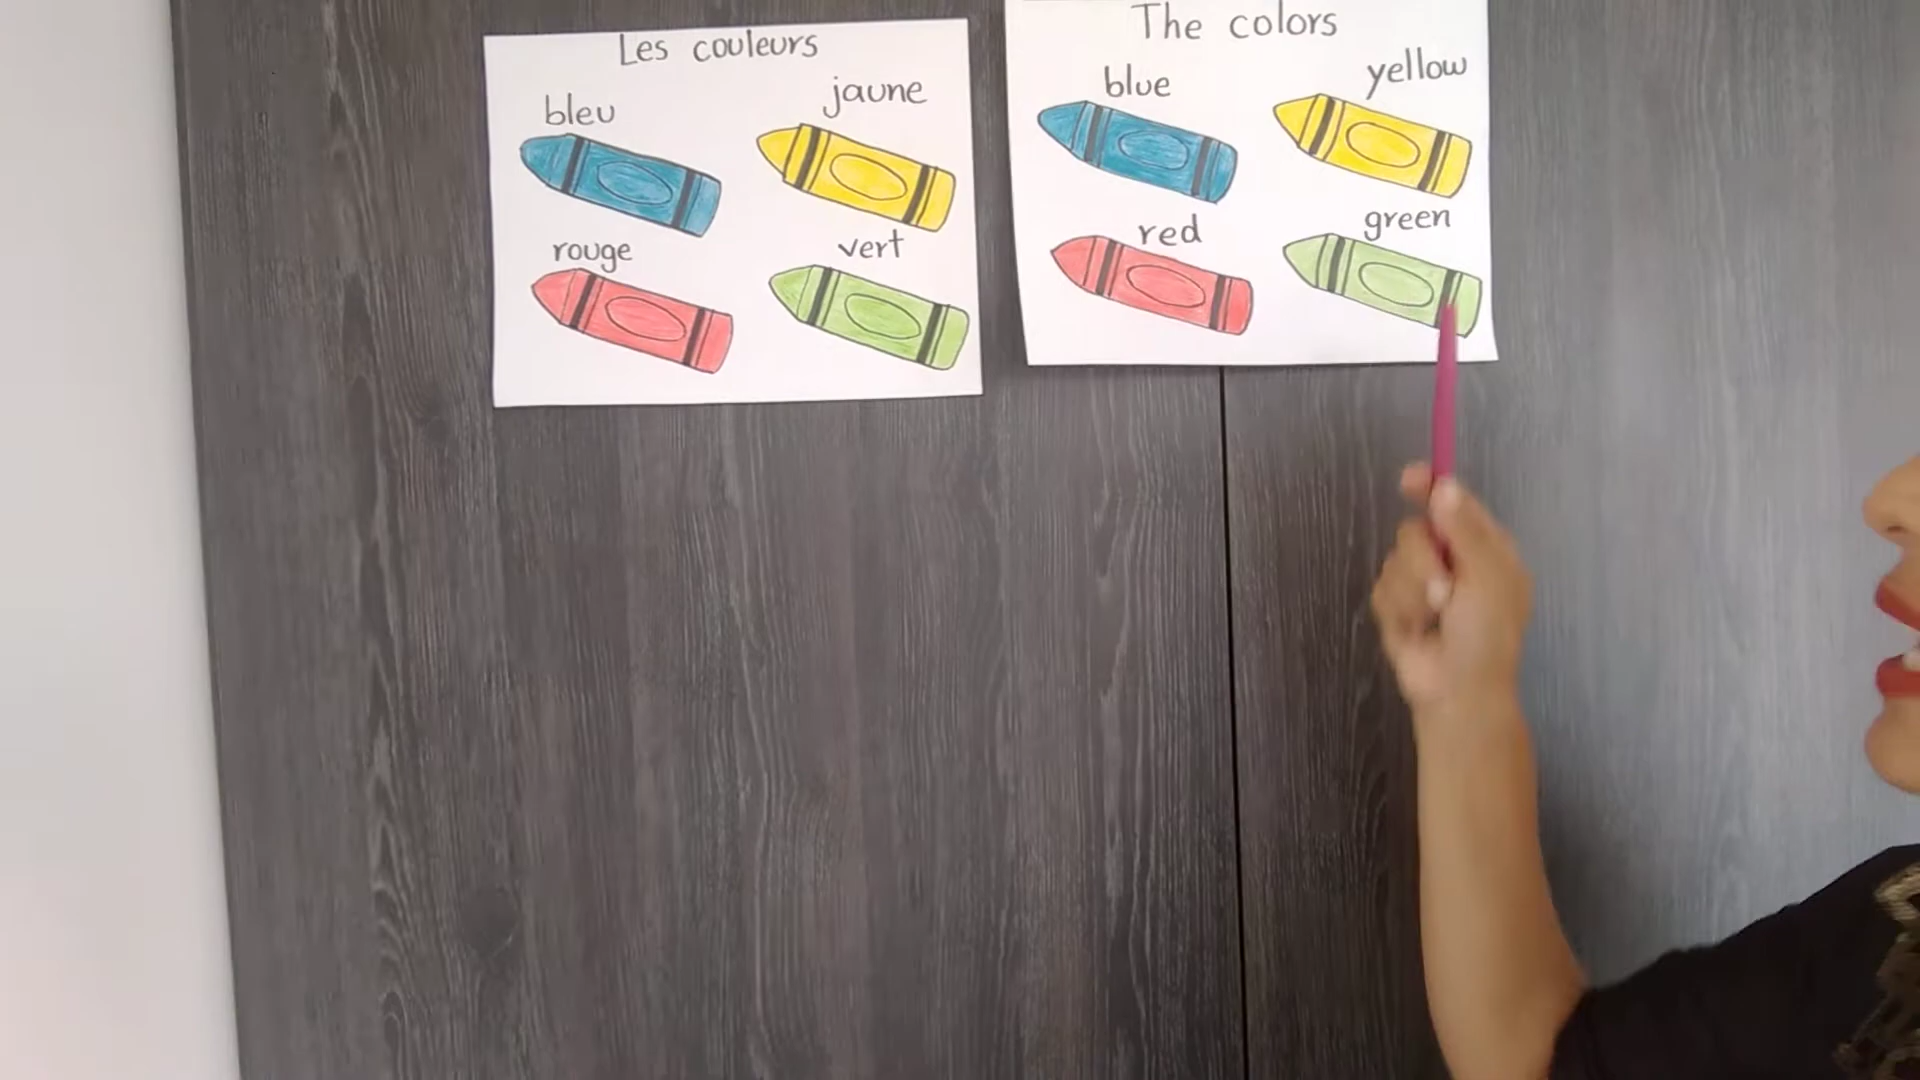 Les couleurs
bleu
jaune
rouge
vert
The colors
blue
yellow
red
green